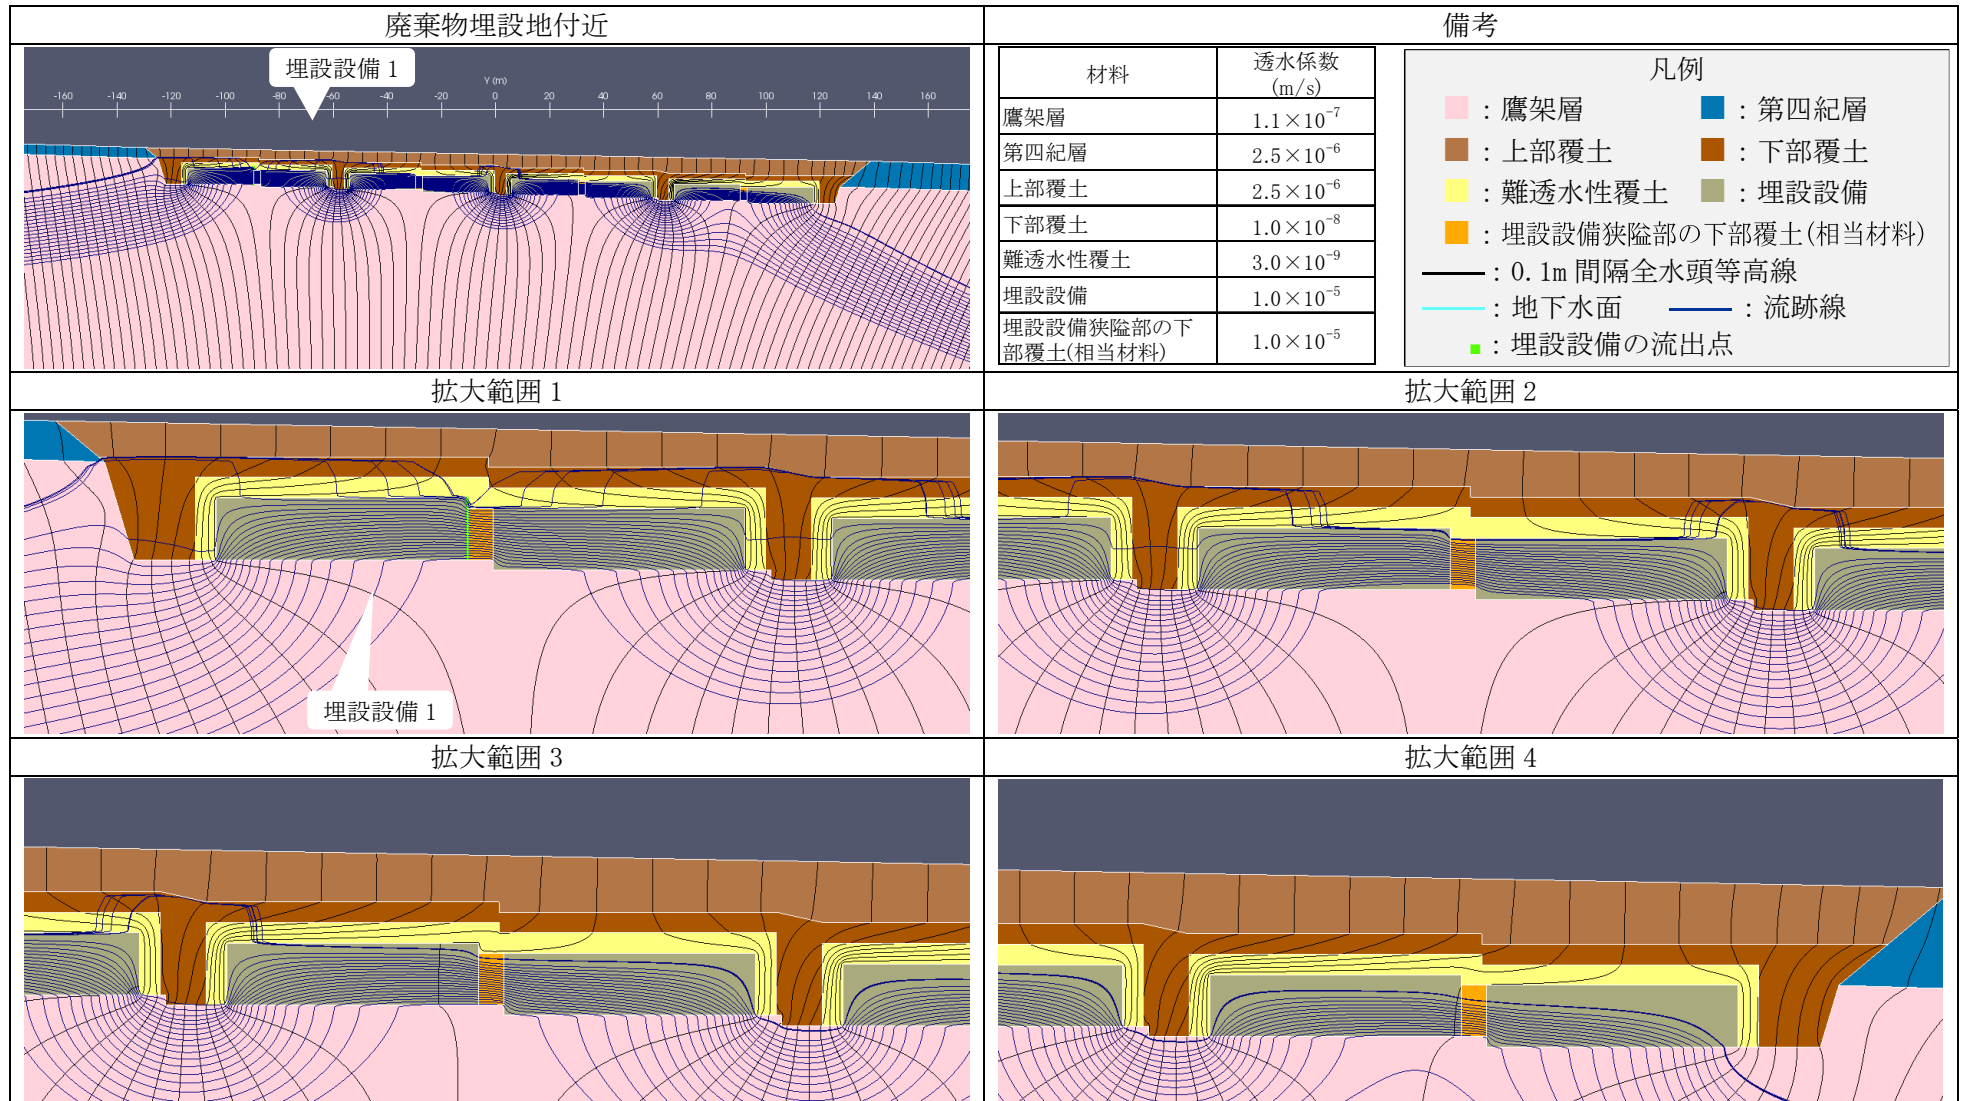 廃棄物埋設地付近
備考
埋設設備 1
Y (m)
-160 -140 -120 -100 -80 -60 -40 -20 0 20 40 60 80 100 120 140 160
材料 透水係数 (m/s)
鷹架層 1.1×10⁻⁷
第四紀層 2.5×10⁻⁶
上部覆土 2.5×10⁻⁶
下部覆土 1.0×10⁻⁸
難透水性覆土 3.0×10⁻⁹
埋設設備 1.0×10⁻⁵
埋設設備狭隘部の下
部覆土(相当材料) 1.0×10⁻⁵
凡例
：鷹架層 ：第四紀層
：上部覆土 ：下部覆土
：難透水性覆土 ：埋設設備
：埋設設備狭隘部の下部覆土(相当材料)
：0.1m 間隔全水頭等高線
：地下水面 ：流跡線
：埋設設備の流出点
拡大範囲 1
拡大範囲 2
埋設設備 1
拡大範囲 3
拡大範囲 4